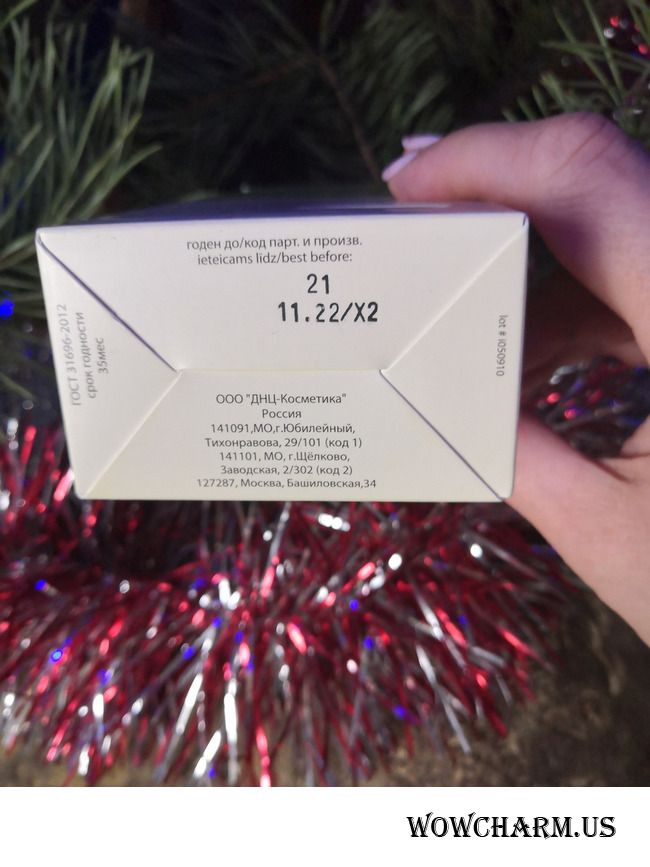 годен до/код парт. и произв.
ieteicams lidz/best before:
21
11.22/X2
ГОСТ 31696-2012
срок годности
35мес
lot # i050910
ООО "ДНЦ-Косметика"
Россия
141091,МО,г.Юбилейный,
Тихонравова, 29/101 (код 1)
141101, МО, г.Щёлково,
Заводская, 2/302 (код 2)
127287, Москва, Башиловская,34
WOWCHARM.US